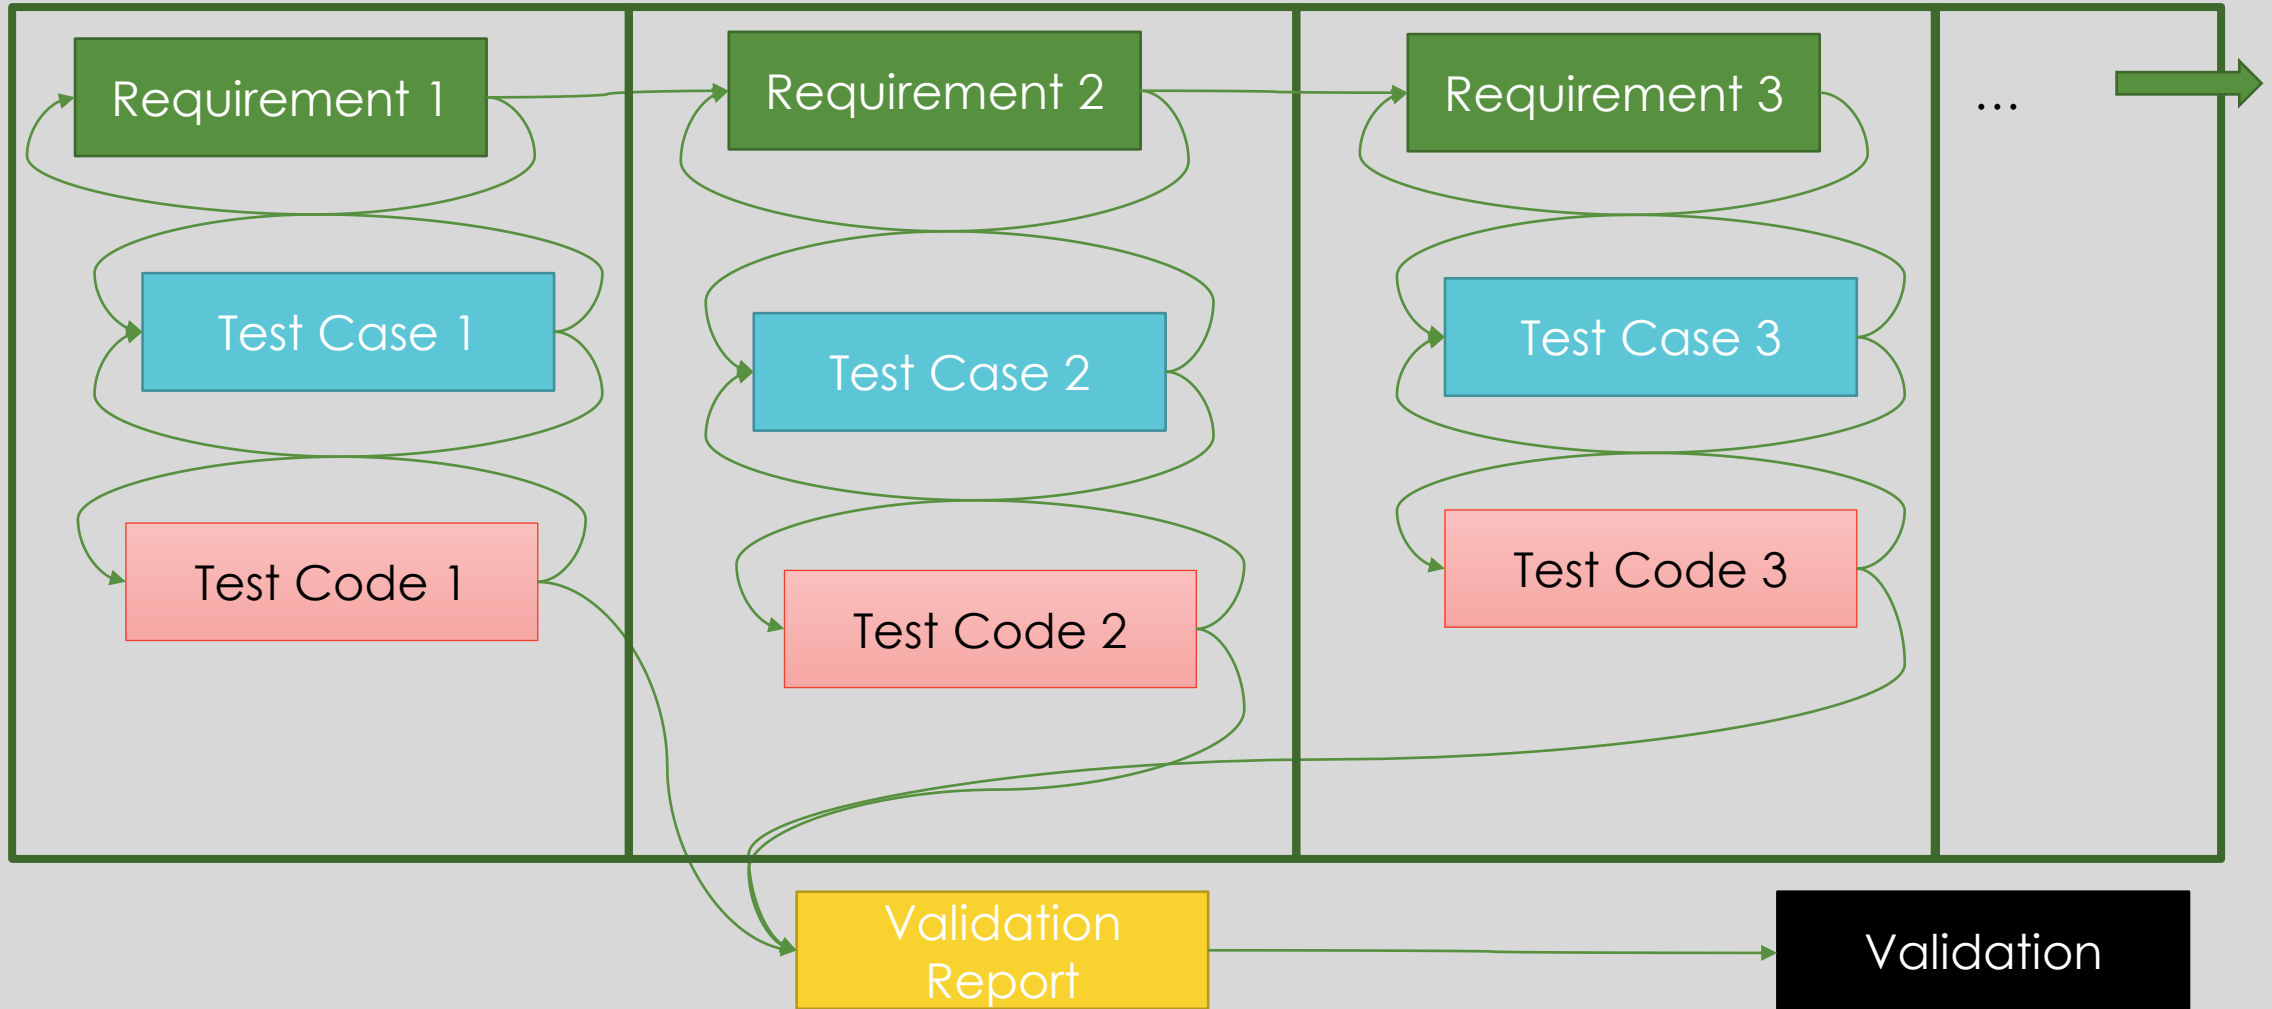 Requirement 1
Requirement 2
Requirement 3
...
Test Case 1
Test Case 2
Test Case 3
Test Code 1
Test Code 2
Test Code 3
Validation
Report
Validation